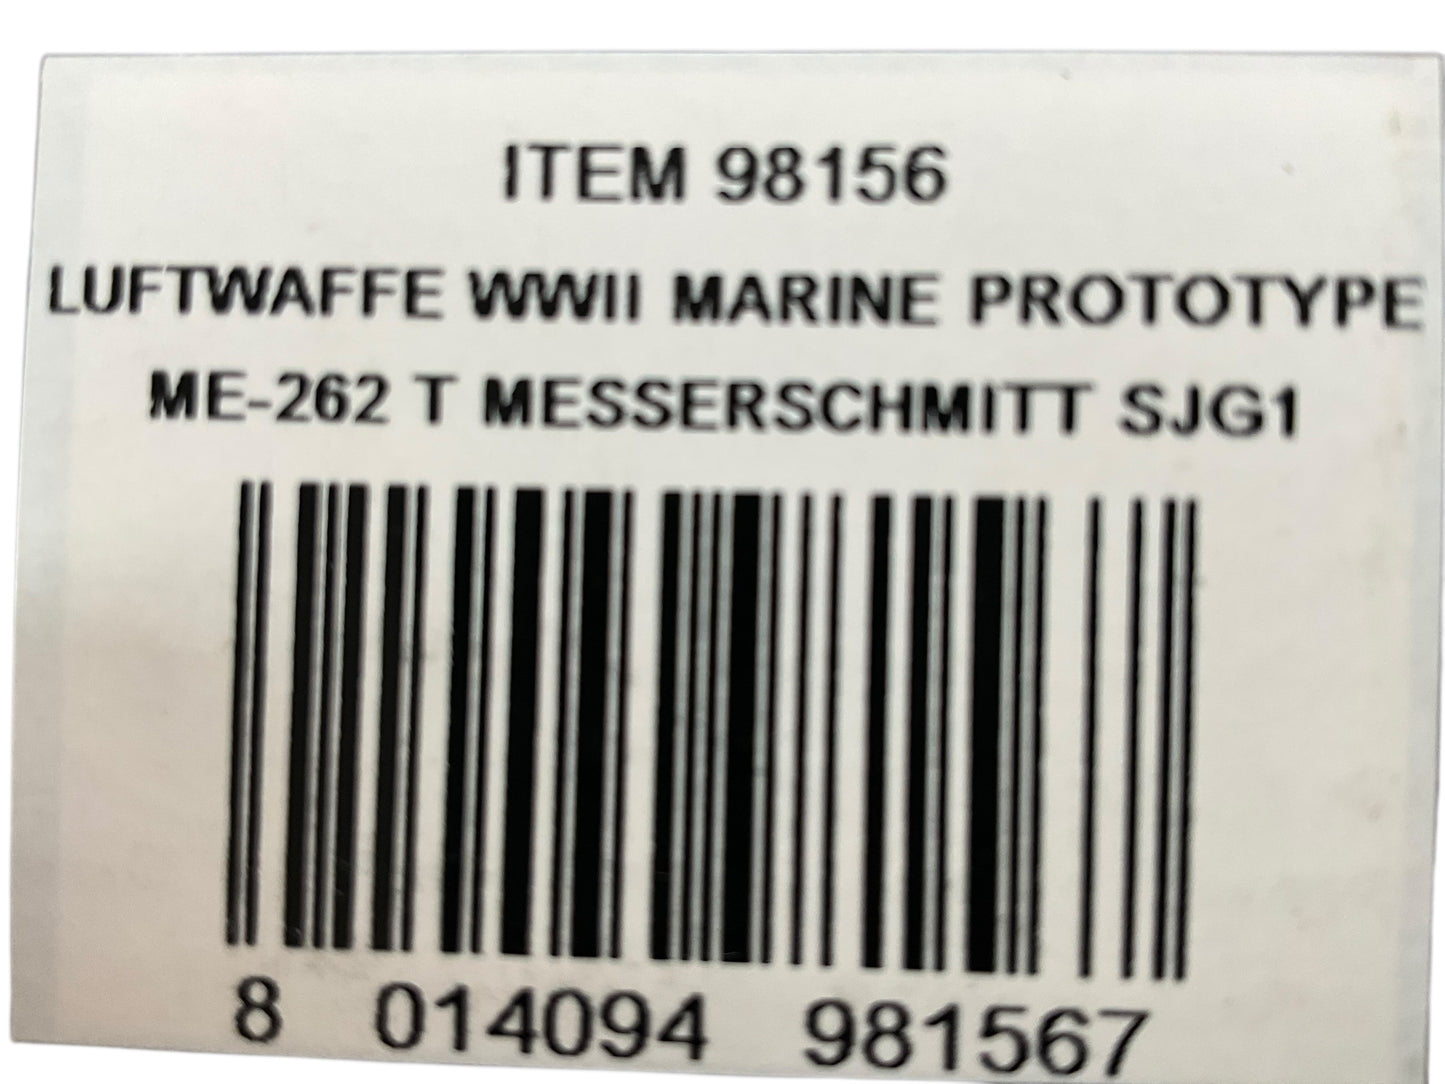 ITEM 98156
LUFTWAFFE WWII MARINE PROTOTYPE
ME-262 T MESSERSCHMITT SJG1
8 014094 981567